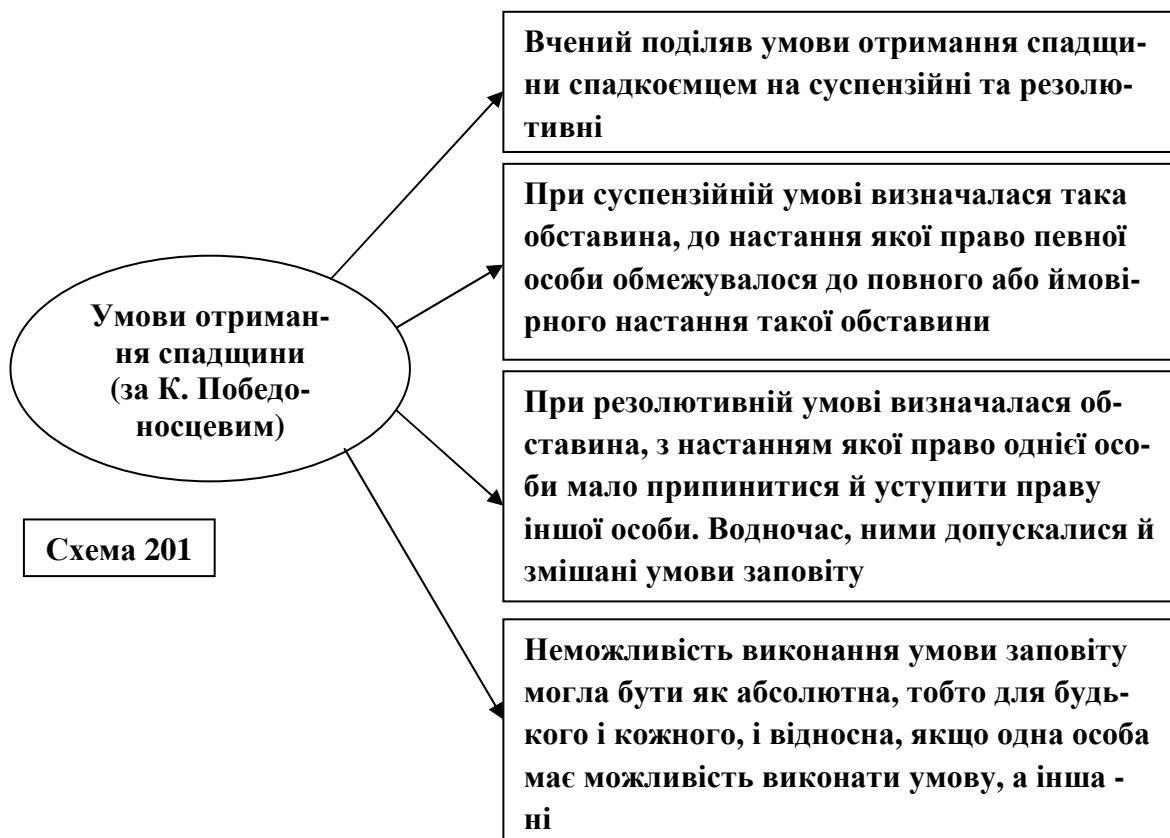 Вчений поділяв умови отримання спадщи-
ни спадкоємцем на суспензійні та резолю-
тивні
При суспензійній умові визначалася така
обставина, до настання якої право певної
особи обмежувалося до повного або ймові-
рного настання такої обставини
Умови отриман-
ня спадщини
(за К. Победо-
носцевим)
При резолютивній умові визначалася об-
ставина, з настанням якої право однієї осо-
би мало припинитися й уступити праву
іншої особи. Водночас, ними допускалися й
змішані умови заповіту
Схема 201
Неможливість виконання умови заповіту
могла бути як абсолютна, тобто для будь-
кого і кожного, і відносна, якщо одна особа
має можливість виконати умову, а інша -
ні